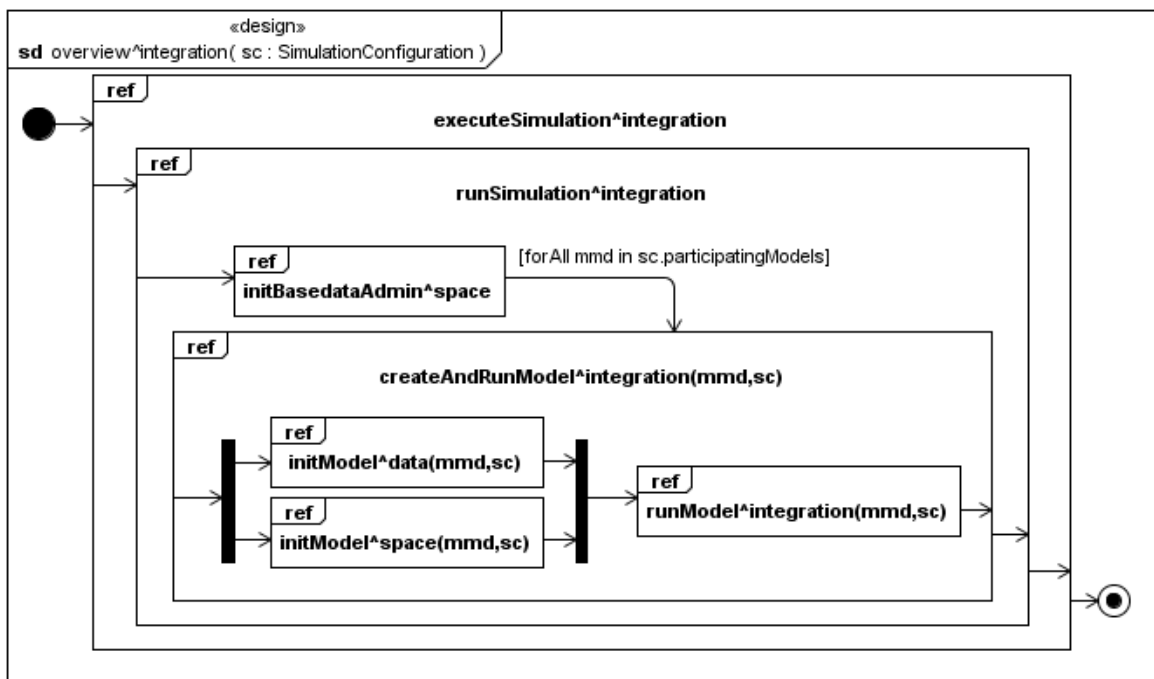 «design»
sd overview^integration( sc : SimulationConfiguration )
ref
executeSimulation^integration
ref
runSimulation^integration
[forAll mmd in sc.participatingModels]
ref
initBasedataAdmin^space
ref
createAndRunModel^integration(mmd,sc)
ref
initModel^data(mmd,sc)
ref
runModel^integration(mmd,sc)
ref
initModel^space(mmd,sc)